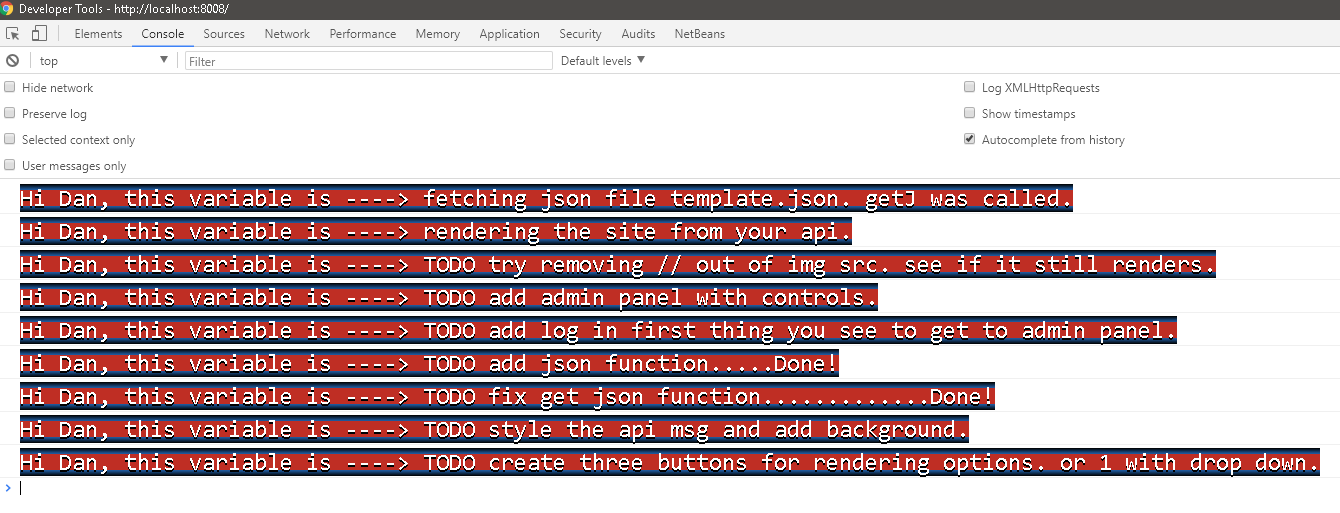 Developer Tools - http://localhost:8008/
Elements Console Sources Network Performance Memory Application Security Audits NetBeans
top Filter Default levels
Hide network Log XMLHttpRequests
Preserve log Show timestamps
Selected context only Autocomplete from history
User messages only
Hi Dan, this variable is ----> fetching json file template.json. getJ was called.
Hi Dan, this variable is ----> rendering the site from your api.
Hi Dan, this variable is ----> TODO try removing // out of img src. see if it still renders.
Hi Dan, this variable is ----> TODO add admin panel with controls.
Hi Dan, this variable is ----> TODO add log in first thing you see to get to admin panel.
Hi Dan, this variable is ----> TODO add json function.....Done!
Hi Dan, this variable is ----> TODO fix get json function.............Done!
Hi Dan, this variable is ----> TODO style the api msg and add background.
Hi Dan, this variable is ----> TODO create three buttons for rendering options. or 1 with drop down.